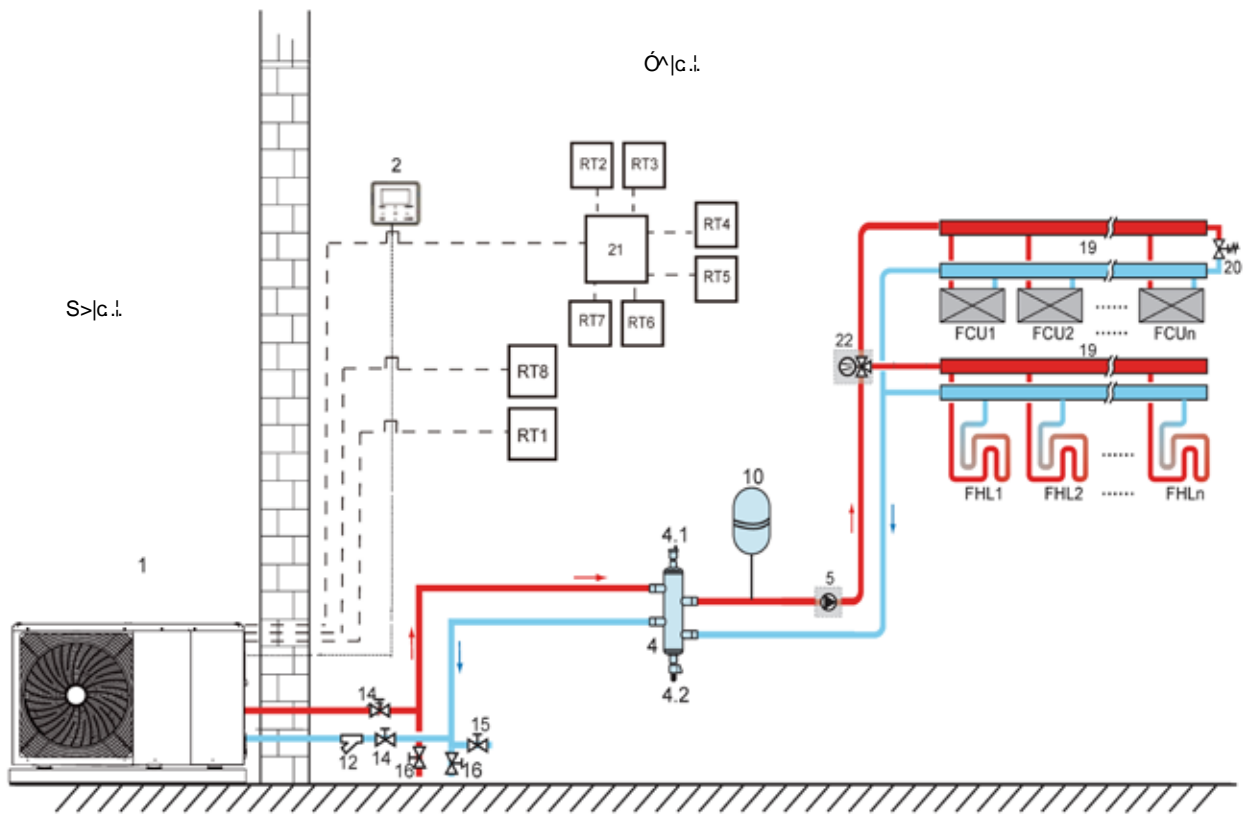 Ó^|ç.¦.
2
RT2 RT3
RT4
21
RT5
RT7 RT6
S>|ç.¦.
19
20
FCU1 FCU2 ...... FCUn
......
22
19
RT8
RT1
10
FHL1 FHL2 ...... FHLn
......
4.1
1
5
4
4.2
14
15
12 14 16 16